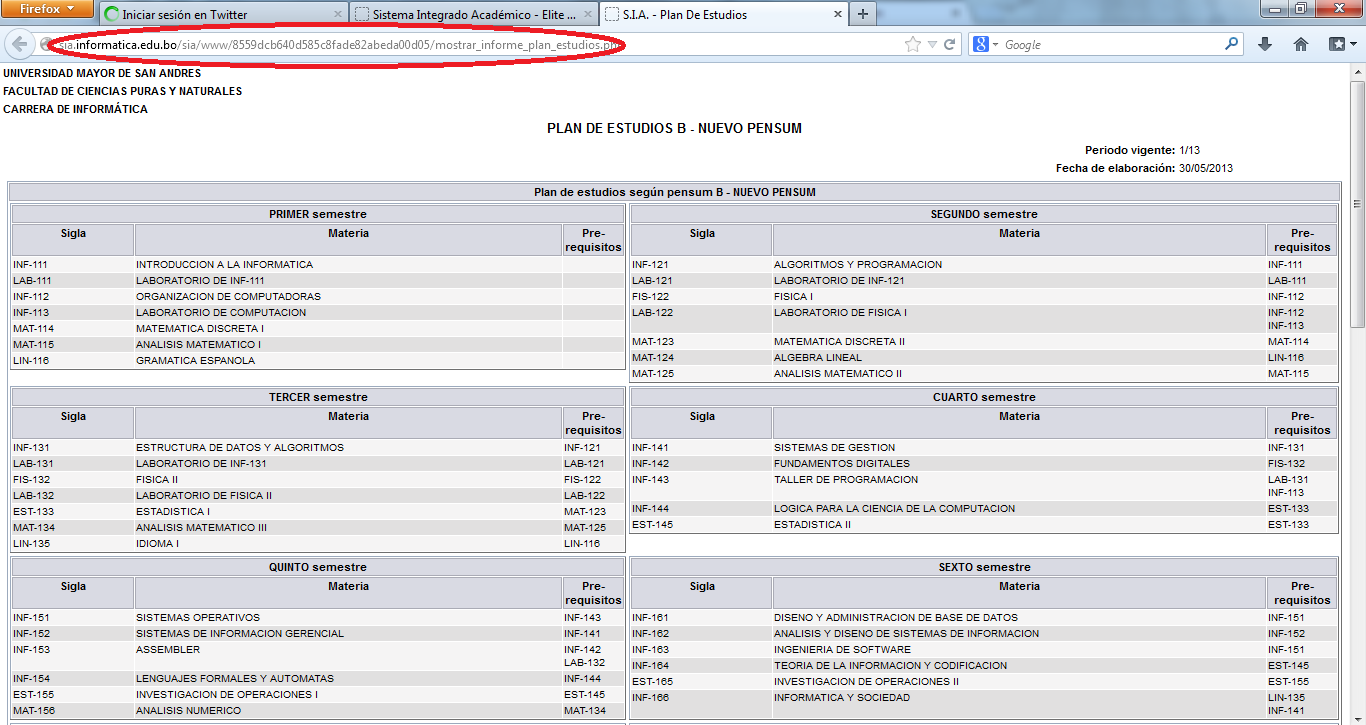 Firefox
Iniciar sesión en Twitter
Sistema Integrado Académico - Elite ...
S.I.A. - Plan De Estudios
sia.informatica.edu.bo/sia/www/8559dcb640d585c8fade82abeda00d05/mostrar_informe_plan_estudios.php
Google
UNIVERSIDAD MAYOR DE SAN ANDRES
FACULTAD DE CIENCIAS PURAS Y NATURALES
CARRERA DE INFORMÁTICA
PLAN DE ESTUDIOS B - NUEVO PENSUM
Periodo vigente: 1/13
Fecha de elaboración: 30/05/2013
Plan de estudios según pensum B - NUEVO PENSUM
PRIMER semestre
Sigla Materia Pre-requisitos
INF-111 INTRODUCCION A LA INFORMATICA
LAB-111 LABORATORIO DE INF-111
INF-112 ORGANIZACION DE COMPUTADORAS
INF-113 LABORATORIO DE COMPUTACION
MAT-114 MATEMATICA DISCRETA I
MAT-115 ANALISIS MATEMATICO I
LIN-116 GRAMATICA ESPANOLA
SEGUNDO semestre
Sigla Materia Pre-requisitos
INF-121 ALGORITMOS Y PROGRAMACION INF-111
LAB-121 LABORATORIO DE INF-121 LAB-111
FIS-122 FISICA I INF-112
LAB-122 LABORATORIO DE FISICA I INF-112
INF-113
MAT-123 MATEMATICA DISCRETA II MAT-114
MAT-124 ALGEBRA LINEAL LIN-116
MAT-125 ANALISIS MATEMATICO II MAT-115
TERCER semestre
Sigla Materia Pre-requisitos
INF-131 ESTRUCTURA DE DATOS Y ALGORITMOS INF-121
LAB-131 LABORATORIO DE INF-131 LAB-121
FIS-132 FISICA II FIS-122
LAB-132 LABORATORIO DE FISICA II LAB-122
EST-133 ESTADISTICA I MAT-123
MAT-134 ANALISIS MATEMATICO III MAT-125
LIN-135 IDIOMA I LIN-116
CUARTO semestre
Sigla Materia Pre-requisitos
INF-141 SISTEMAS DE GESTION INF-131
INF-142 FUNDAMENTOS DIGITALES FIS-132
INF-143 TALLER DE PROGRAMACION LAB-131
INF-113
INF-144 LOGICA PARA LA CIENCIA DE LA COMPUTACION EST-133
EST-145 ESTADISTICA II EST-133
QUINTO semestre
Sigla Materia Pre-requisitos
INF-151 SISTEMAS OPERATIVOS INF-143
INF-152 SISTEMAS DE INFORMACION GERENCIAL INF-141
INF-153 ASSEMBLER INF-142
LAB-132
INF-154 LENGUAJES FORMALES Y AUTOMATAS INF-144
EST-155 INVESTIGACION DE OPERACIONES I EST-145
MAT-156 ANALISIS NUMERICO MAT-134
SEXTO semestre
Sigla Materia Pre-requisitos
INF-161 DISENO Y ADMINISTRACION DE BASE DE DATOS INF-151
INF-162 ANALISIS Y DISENO DE SISTEMAS DE INFORMACION INF-152
INF-163 INGENIERIA DE SOFTWARE INF-151
INF-164 TEORIA DE LA INFORMACION Y CODIFICACION EST-145
EST-165 INVESTIGACION DE OPERACIONES II EST-155
INF-166 INFORMATICA Y SOCIEDAD LIN-135
INF-141